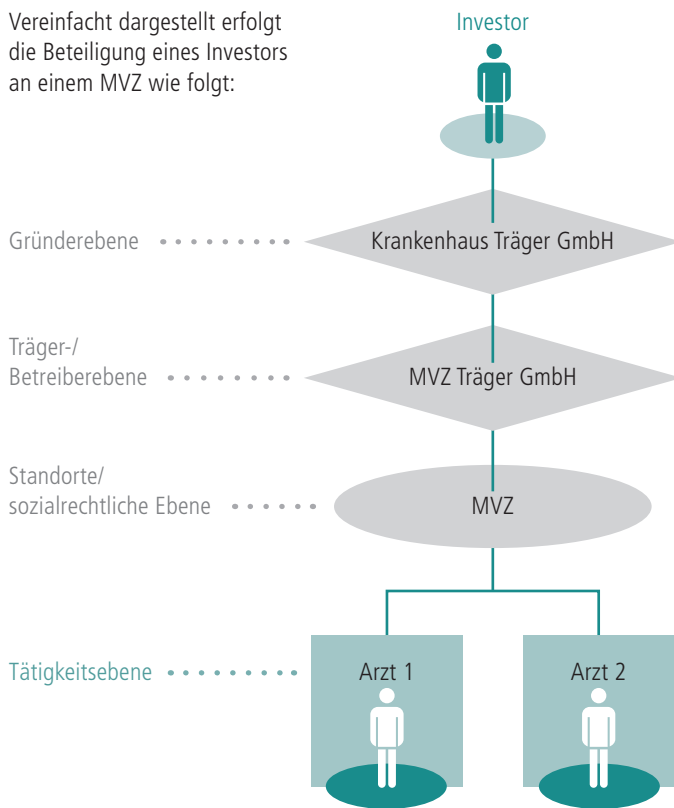 Vereinfacht dargestellt erfolgt
die Beteiligung eines Investors
an einem MVZ wie folgt:
Investor
Gründerebene
Krankenhaus Träger GmbH
Träger-/
Betreiberebene
MVZ Träger GmbH
Standorte/
sozialrechtliche Ebene
MVZ
Tätigkeitsebene
Arzt 1
Arzt 2